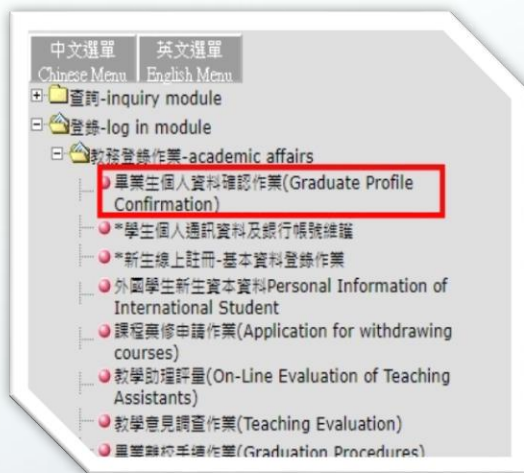 中文選單 英文選單
Chinese Menu English Menu
查詢-inquiry module
登錄-log in module
教務登錄作業-academic affairs
畢業生個人資料確認作業(Graduate Profile
Confirmation)
*學生個人通訊資料及銀行帳號維護
*新生線上註冊-基本資料登錄作業
外國學生新生資本資料Personal Information of
International Student
課程棄修申請作業(Application for withdrawing
courses)
教學助理評量(On-Line Evaluation of Teaching
Assistants)
教學意見調查作業(Teaching Evaluation)
畢業離校手續作業(Graduation Procedures)